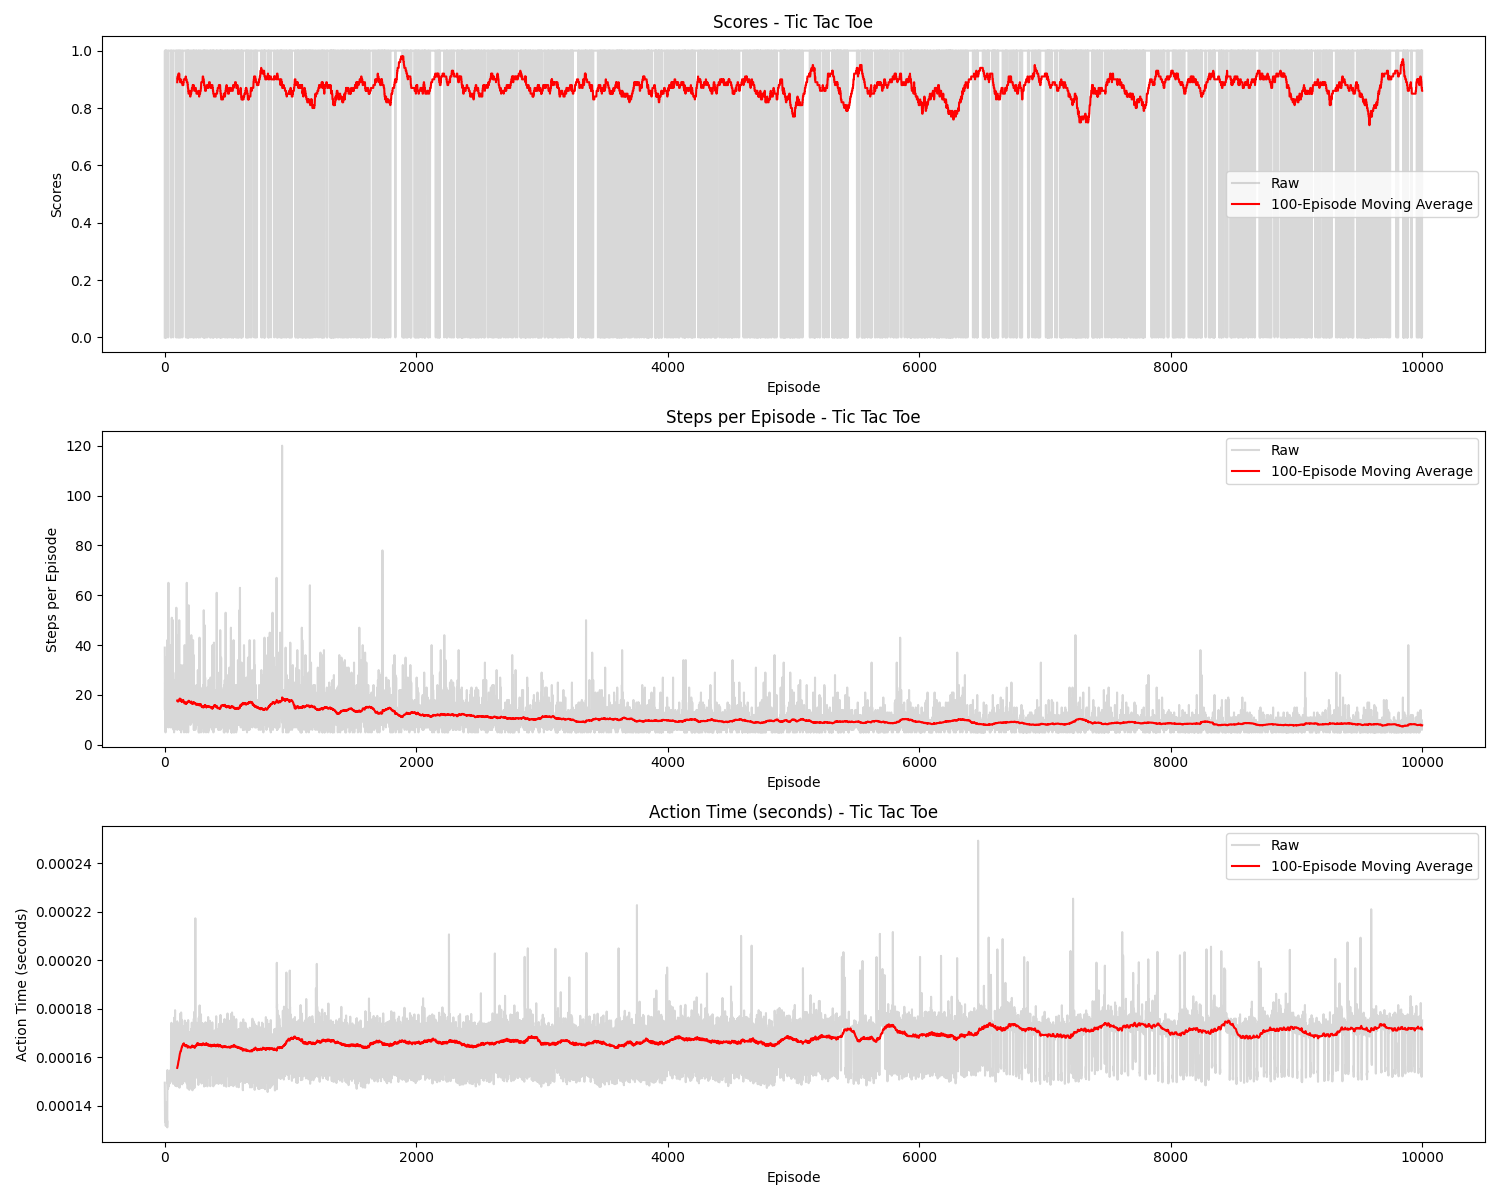 Scores - Tic Tac Toe
1.0
0.8
0.6
0.4
0.2
0.0
Scores
Raw
100-Episode Moving Average
0 2000 4000 6000 8000 10000
Episode
Steps per Episode - Tic Tac Toe
120
100
80
60
40
20
0
Steps per Episode
Raw
100-Episode Moving Average
0 2000 4000 6000 8000 10000
Episode
Action Time (seconds) - Tic Tac Toe
0.00024
0.00022
0.00020
0.00018
0.00016
0.00014
Action Time (seconds)
Raw
100-Episode Moving Average
0 2000 4000 6000 8000 10000
Episode